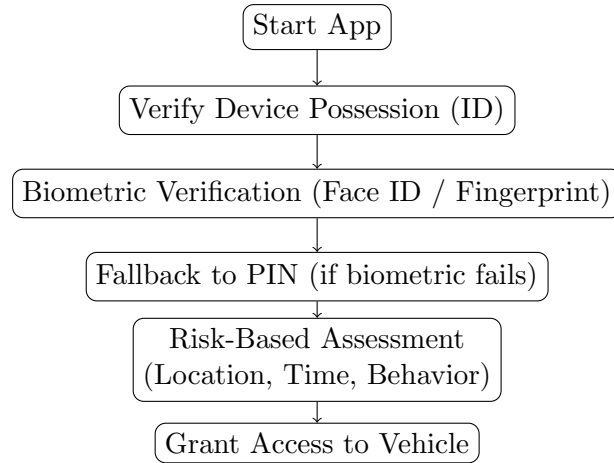 Start App
Verify Device Possession (ID)
Biometric Verification (Face ID / Fingerprint)
Fallback to PIN (if biometric fails)
Risk-Based Assessment
(Location, Time, Behavior)
Grant Access to Vehicle